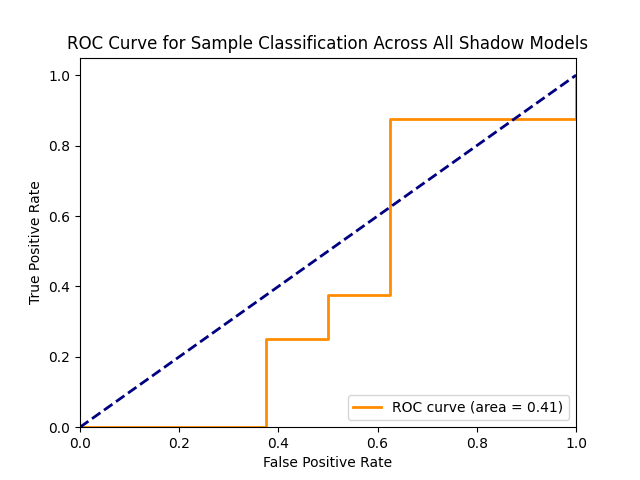 ROC Curve for Sample Classification Across All Shadow Models
1.0
0.8
0.6
0.4
0.2
0.0
True Positive Rate
ROC curve (area = 0.41)
0.0 0.2 0.4 0.6 0.8 1.0
False Positive Rate